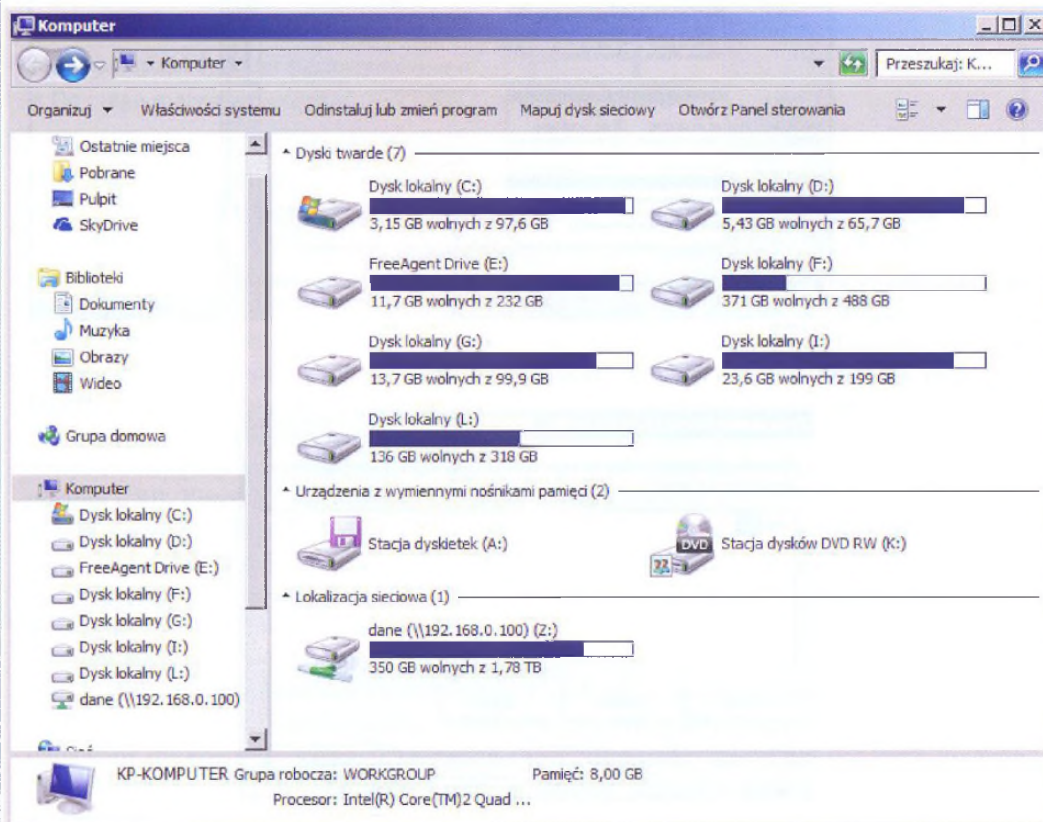 Komputer
Komputer
Przeszukaj: K...
Organizuj Właściwości systemu Odinstaluj lub zmień program Mapuj dysk sieciowy Otwórz Panel sterowania
Ostatnie miejsca
Pobrane
Pulpit
SkyDrive
Biblioteki
Dokumenty
Muzyka
Obrazy
Wideo
Grupa domowa
Komputer
Dysk lokalny (C:)
Dysk lokalny (D:)
FreeAgent Drive (E:)
Dysk lokalny (F:)
Dysk lokalny (G:)
Dysk lokalny (I:)
Dysk lokalny (L:)
dane (\\192.168.0.100)
Dyski twarde (7)
Dysk lokalny (C:)
3,15 GB wolnych z 97,6 GB
Dysk lokalny (D:)
5,43 GB wolnych z 65,7 GB
FreeAgent Drive (E:)
11,7 GB wolnych z 232 GB
Dysk lokalny (F:)
371 GB wolnych z 488 GB
Dysk lokalny (G:)
13,7 GB wolnych z 99,9 GB
Dysk lokalny (I:)
23,6 GB wolnych z 199 GB
Dysk lokalny (L:)
136 GB wolnych z 318 GB
Urządzenia z wymiennymi nośnikami pamięci (2)
Stacja dyskietek (A:)
DVD
Stacja dysków DVD RW (K:)
Lokalizacja sieciowa (1)
dane (\\192.168.0.100) (Z:)
350 GB wolnych z 1,78 TB
KP-KOMPUTER Grupa robocza: WORKGROUP Pamięć: 8,00 GB
Procesor: Intel(R) Core(TM)2 Quad ...